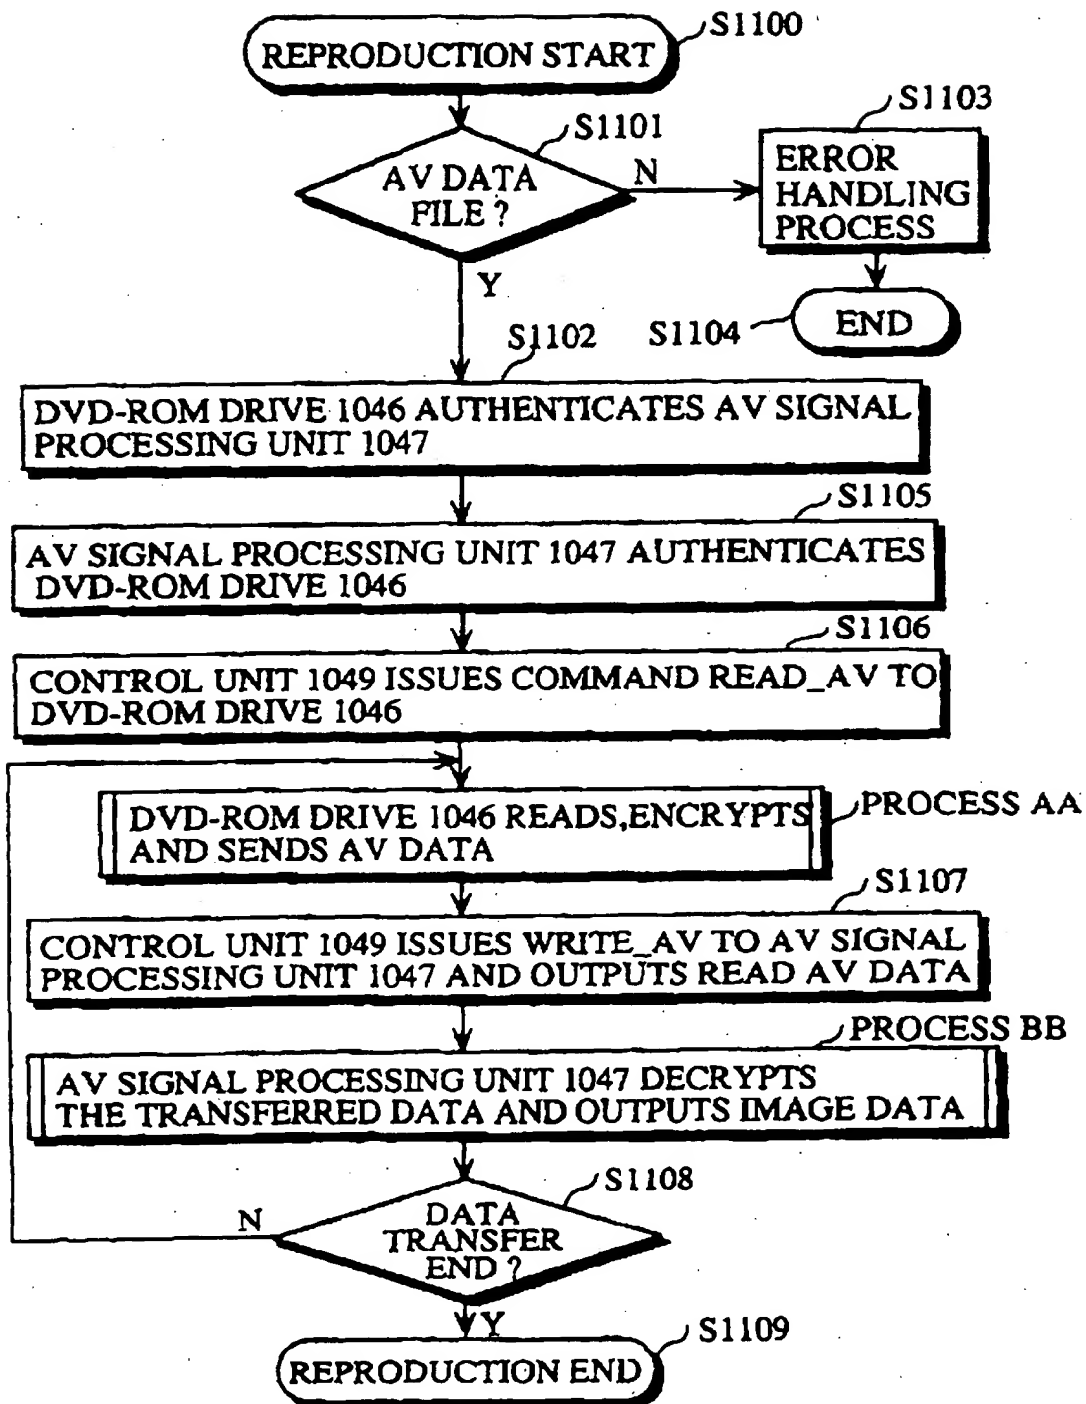 S1100
REPRODUCTION START
S1101
AV DATA
FILE ?
N
S1103
ERROR
HANDLING
PROCESS
Y
S1104
END
S1102
DVD-ROM DRIVE 1046 AUTHENTICATES AV SIGNAL
PROCESSING UNIT 1047
S1105
AV SIGNAL PROCESSING UNIT 1047 AUTHENTICATES
DVD-ROM DRIVE 1046
S1106
CONTROL UNIT 1049 ISSUES COMMAND READ_AV TO
DVD-ROM DRIVE 1046
PROCESS AA
DVD-ROM DRIVE 1046 READS,ENCRYPTS
AND SENDS AV DATA
S1107
CONTROL UNIT 1049 ISSUES WRITE_AV TO AV SIGNAL
PROCESSING UNIT 1047 AND OUTPUTS READ AV DATA
PROCESS BB
AV SIGNAL PROCESSING UNIT 1047 DECRYPTS
THE TRANSFERRED DATA AND OUTPUTS IMAGE DATA
S1108
N
DATA
TRANSFER
END ?
Y
S1109
REPRODUCTION END